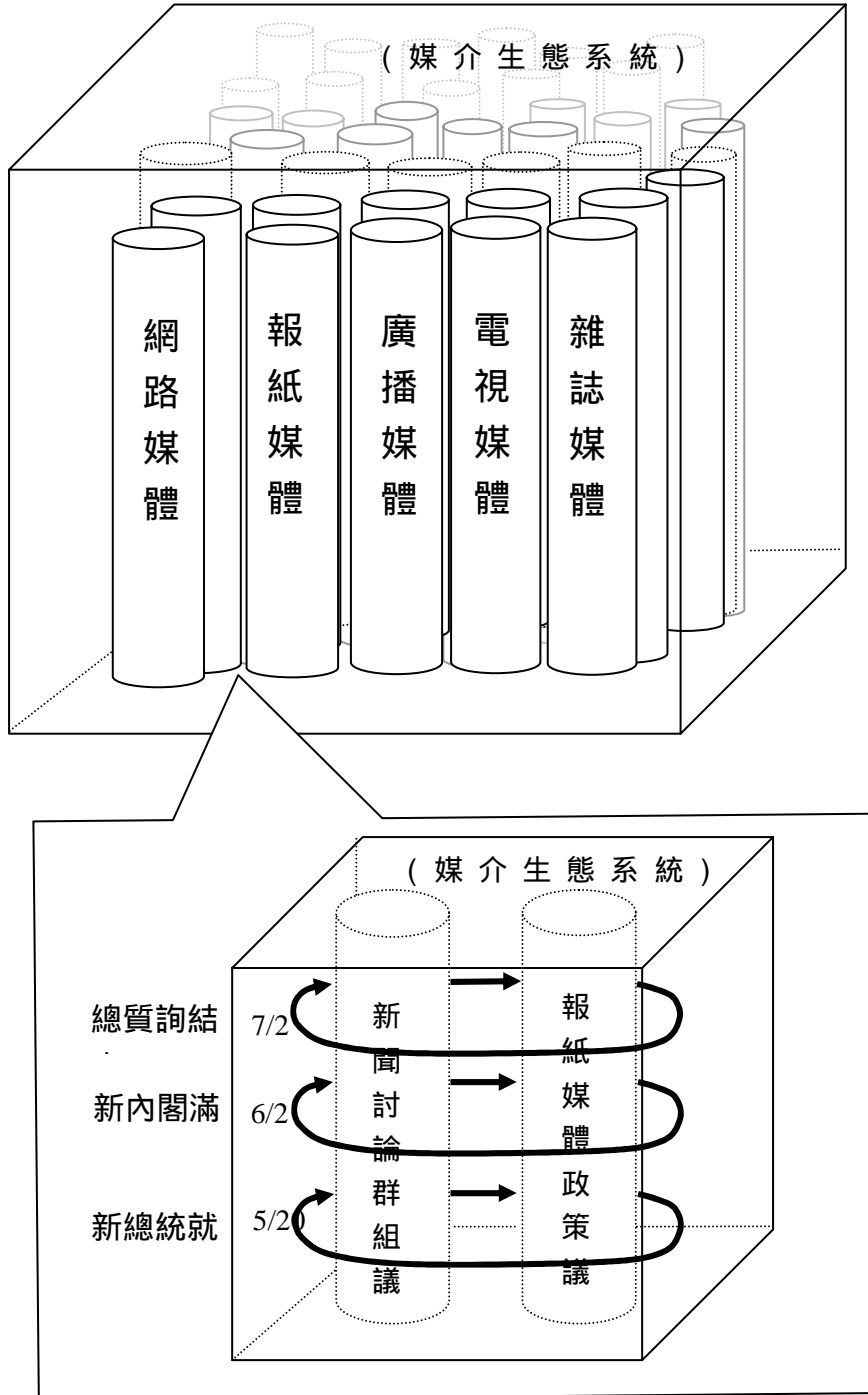 (媒介生態系統)
網路媒體
報紙媒體
廣播媒體
電視媒體
雜誌媒體
(媒介生態系統)
總質詢結
7/2
新內閣滿
6/2
新總統就
5/20
新聞討論群組議
報紙媒體政策議